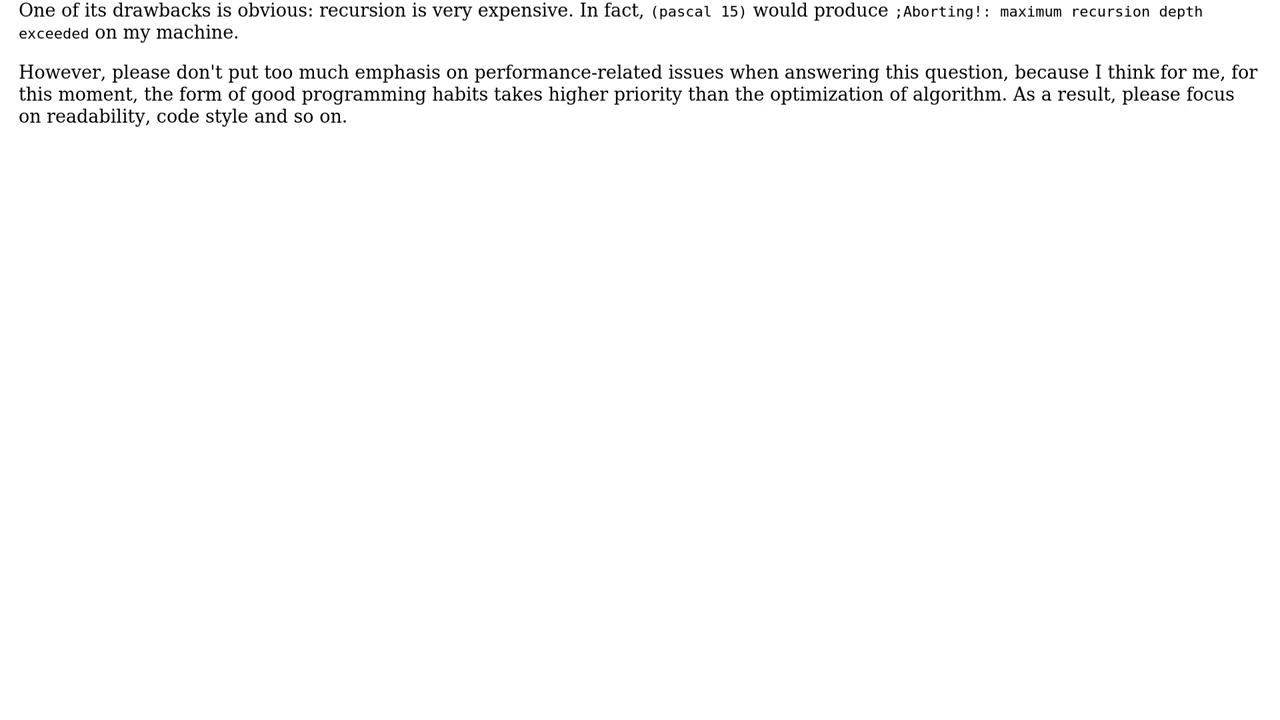 One of its drawbacks is obvious: recursion is very expensive. In fact, (pascal 15) would produce ;Aborting!: maximum recursion depth
exceeded on my machine.
However, please don't put too much emphasis on performance-related issues when answering this question, because I think for me, for
this moment, the form of good programming habits takes higher priority than the optimization of algorithm. As a result, please focus
on readability, code style and so on.